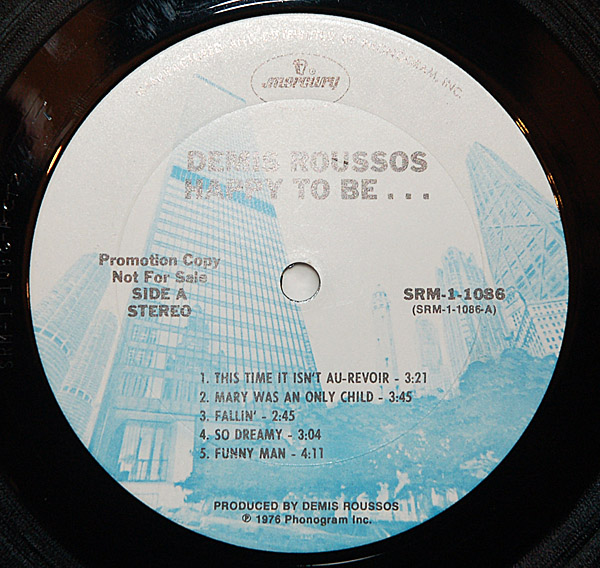 mercury
DEMIS ROUSSOS
HAPPY TO BE...
Promotion Copy
Not For Sale
SIDE A
STEREO
SRM-1-1086
(SRM-1-1086-A)
1. THIS TIME IT ISN'T AU-REVOIR - 3:21
2. MARY WAS AN ONLY CHILD - 3:45
3. FALLIN' - 2:45
4. SO DREAMY - 3:04
5. FUNNY MAN - 4:11
PRODUCED BY DEMIS ROUSSOS
℗ 1976 Phonogram Inc.